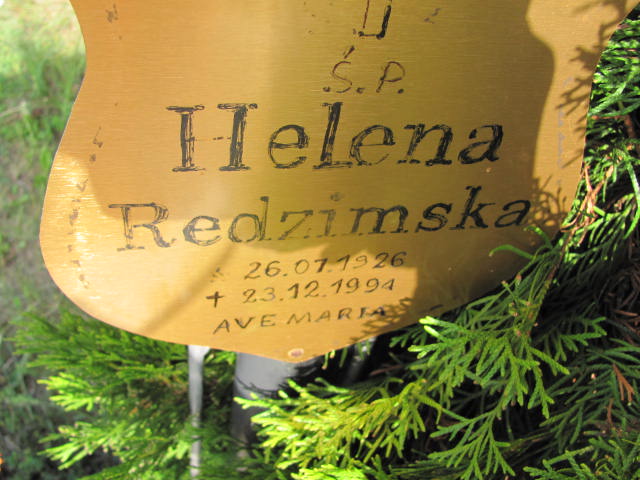 Ś.P.
Helena
Redzimska
* 26.07.1926
+ 23.12.1994
AVE MARIA